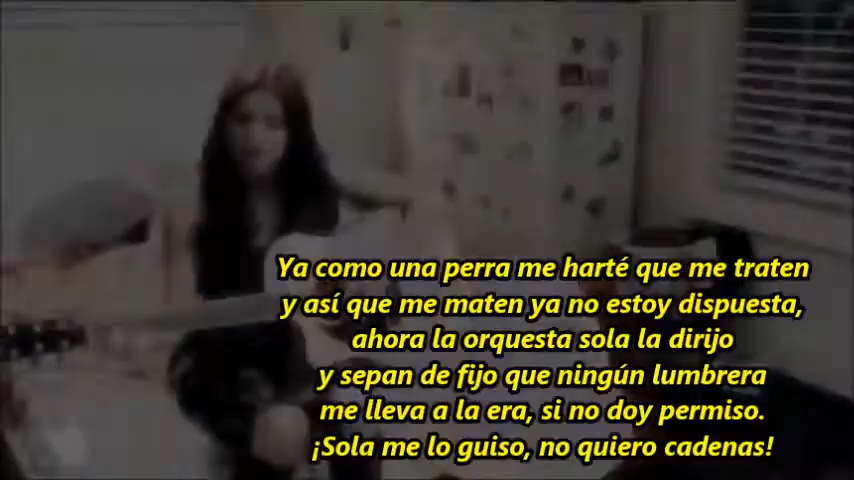 Ya como una perra me harté que me traten
y así que me maten ya no estoy dispuesta,
ahora la orquesta sola la dirijo
y sepan de fijo que ningún lumbrera
me lleva a la era, si no doy permiso.
¡Sola me lo guiso, no quiero cadenas!